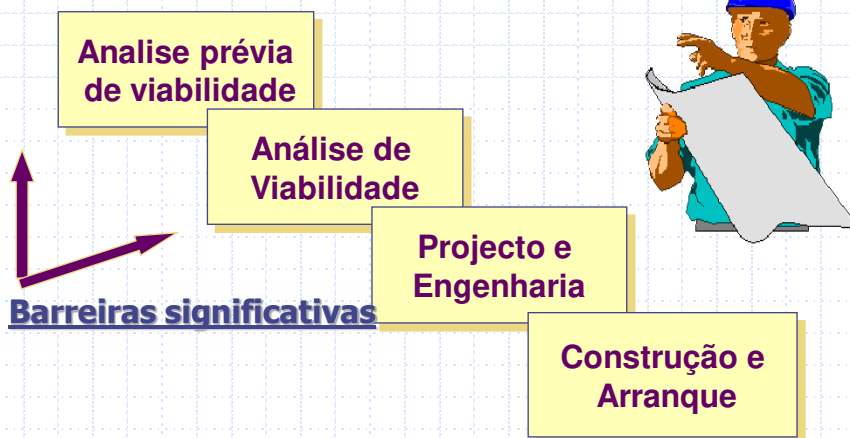 Analise prévia
de viabilidade
Análise de
Viabilidade
Projecto e
Engenharia
Barreiras significativas
Construção e
Arranque